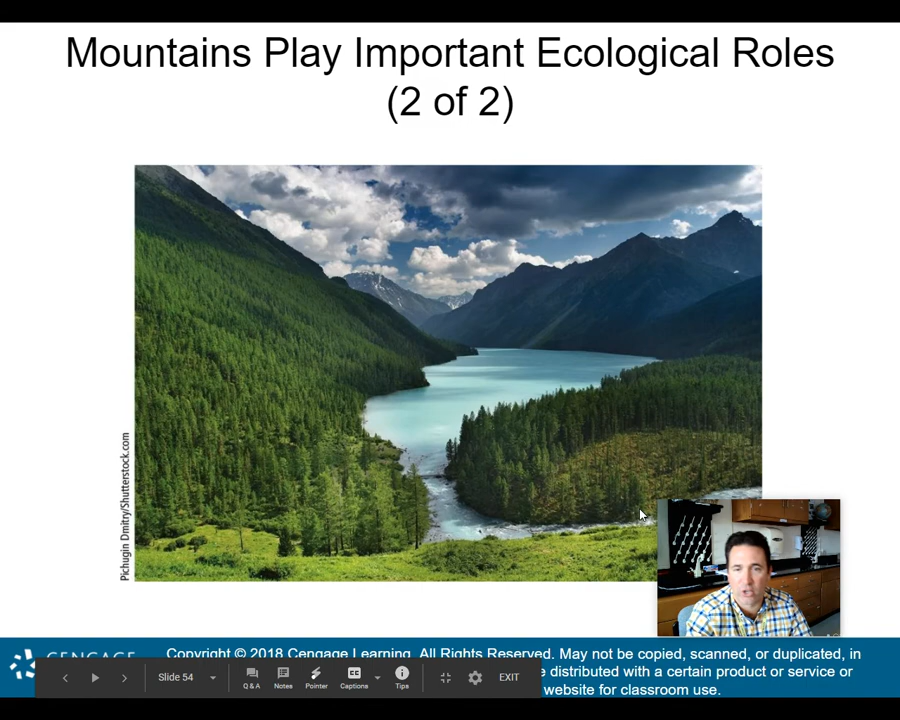 Mountains Play Important Ecological Roles
(2 of 2)
Pichugin Dmitry/Shutterstock.com
CENGAGE
Copyright © 2018 Cengage Learning. All Rights Reserved. May not be copied, scanned, or duplicated, in
distributed with a certain product or service or
website for classroom use.
Slide 54
Q & A
Notes
Pointer
Captions
Tips
EXIT